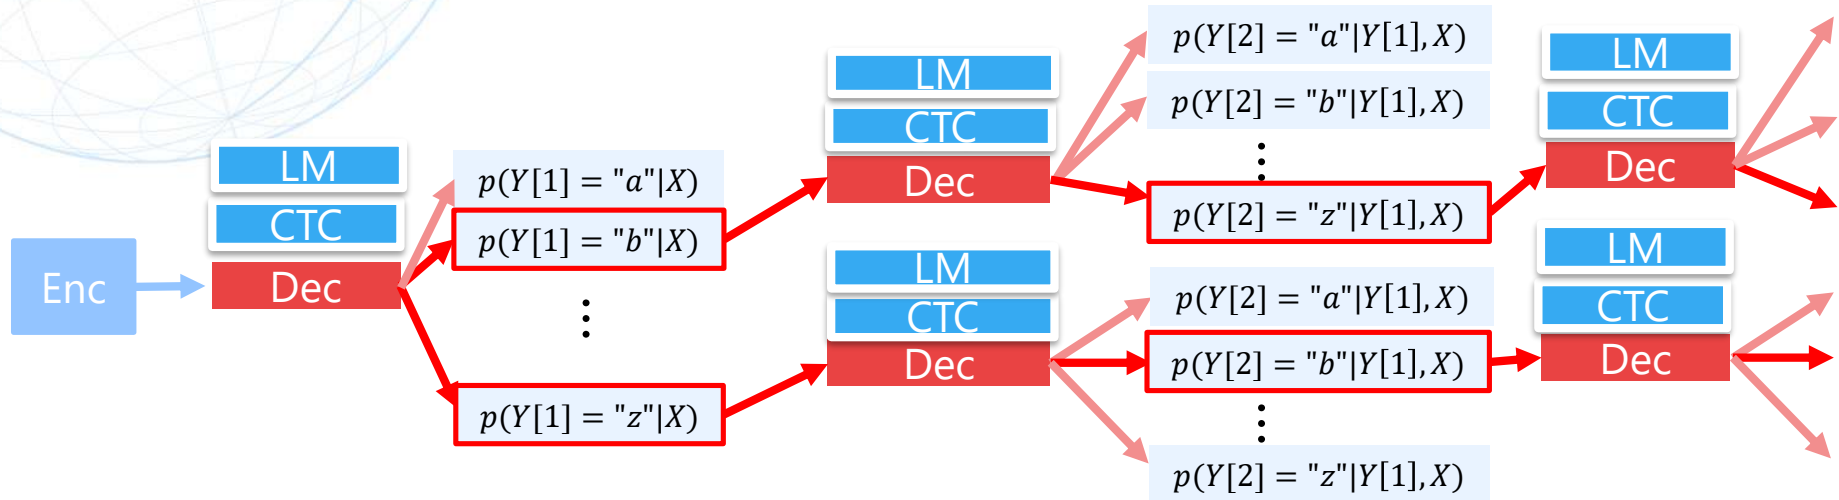 Enc
LM
CTC
Dec
p(Y[1] = "a"|X)
p(Y[1] = "b"|X)
⋮
p(Y[1] = "z"|X)
LM
CTC
Dec
LM
CTC
Dec
p(Y[2] = "a"|Y[1], X)
p(Y[2] = "b"|Y[1], X)
⋮
p(Y[2] = "z"|Y[1], X)
p(Y[2] = "a"|Y[1], X)
p(Y[2] = "b"|Y[1], X)
⋮
p(Y[2] = "z"|Y[1], X)
LM
CTC
Dec
LM
CTC
Dec